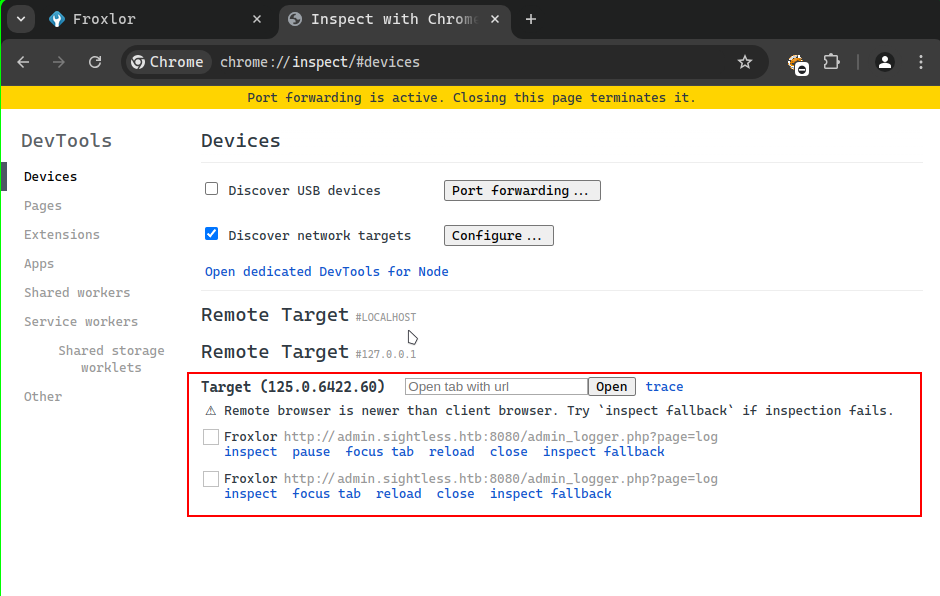 Froxlor
Inspect with Chrome
Chrome chrome://inspect/#devices
Port forwarding is active. Closing this page terminates it.
DevTools
Devices
Pages
Extensions
Apps
Shared workers
Service workers
Shared storage
worklets
Other
Devices
Discover USB devices Port forwarding...
Discover network targets Configure...
Open dedicated DevTools for Node
Remote Target #LOCALHOST
Remote Target #127.0.0.1
Target (125.0.6422.60) Open tab with url Open trace
⚠ Remote browser is newer than client browser. Try `inspect fallback` if inspection fails.
Froxlor http://admin.sightless.htb:8080/admin_logger.php?page=log
inspect pause focus tab reload close inspect fallback
Froxlor http://admin.sightless.htb:8080/admin_logger.php?page=log
inspect focus tab reload close inspect fallback